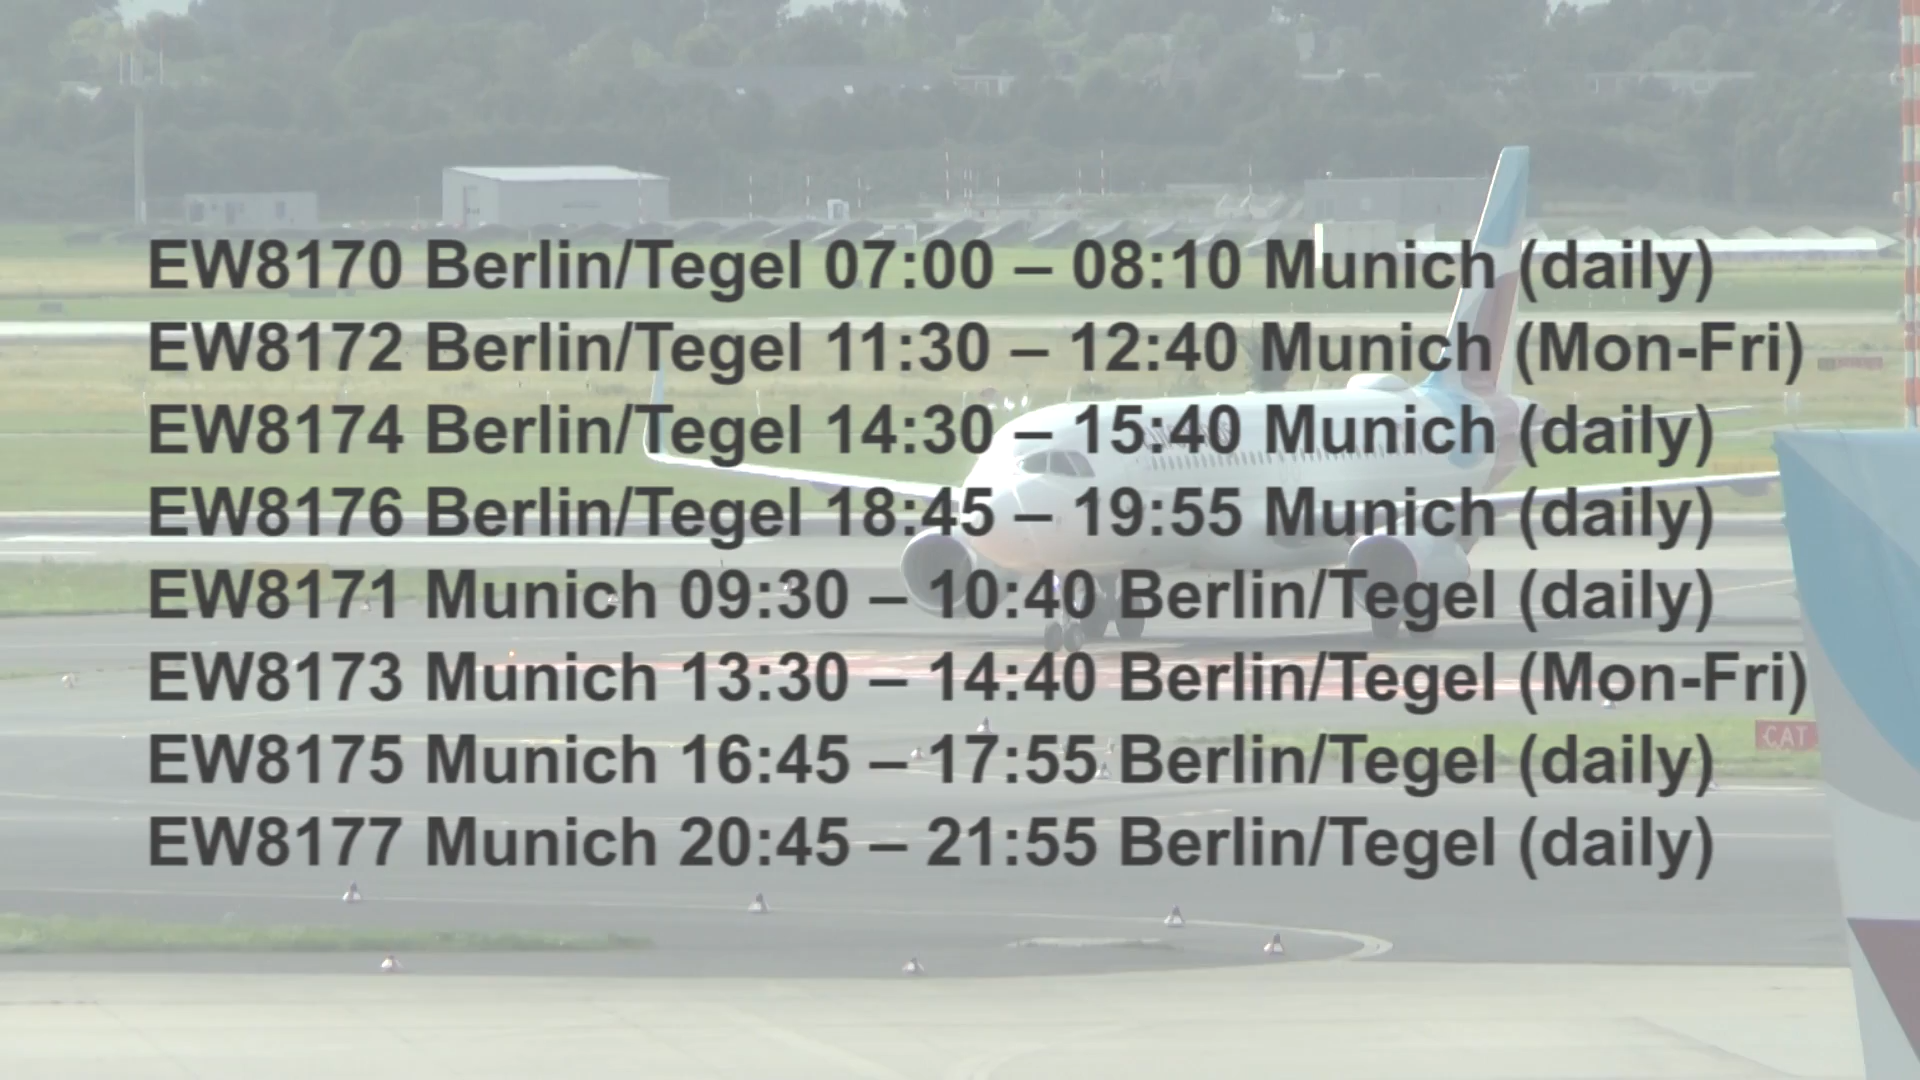 EW8170 Berlin/Tegel 07:00 – 08:10 Munich (daily)
EW8172 Berlin/Tegel 11:30 – 12:40 Munich (Mon-Fri)
EW8174 Berlin/Tegel 14:30 – 15:40 Munich (daily)
EW8176 Berlin/Tegel 18:45 – 19:55 Munich (daily)
EW8171 Munich 09:30 – 10:40 Berlin/Tegel (daily)
EW8173 Munich 13:30 – 14:40 Berlin/Tegel (Mon-Fri)
EW8175 Munich 16:45 – 17:55 Berlin/Tegel (daily)
EW8177 Munich 20:45 – 21:55 Berlin/Tegel (daily)
CAT